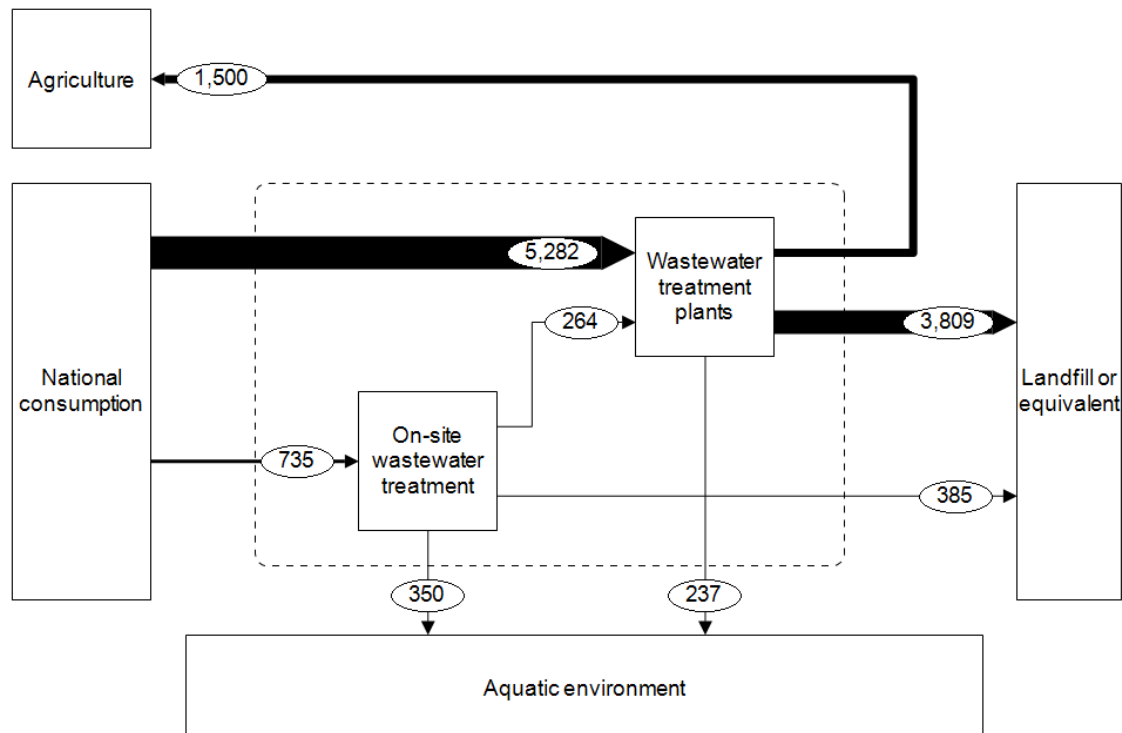 Agriculture
1,500
5,282
Wastewater
treatment
plants
264
3,809
National
consumption
Landfill or
equivalent
On-site
wastewater
treatment
735
385
350
237
Aquatic environment